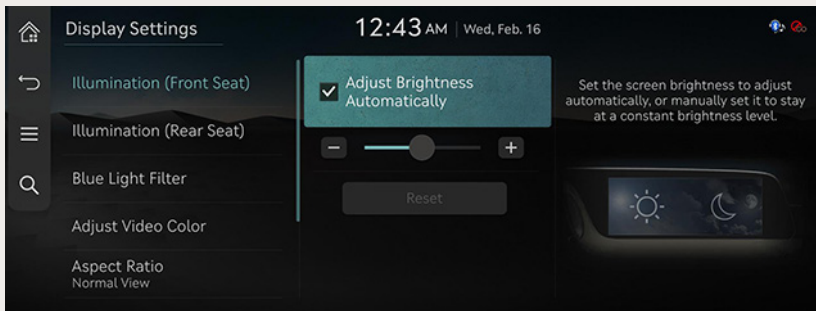 Display Settings
12:43 AM | Wed, Feb. 16
Illumination (Front Seat)
Illumination (Rear Seat)
Blue Light Filter
Adjust Video Color
Aspect Ratio
Normal View
Adjust Brightness
Automatically
Reset
Set the screen brightness to adjust
automatically, or manually set it to stay
at a constant brightness level.